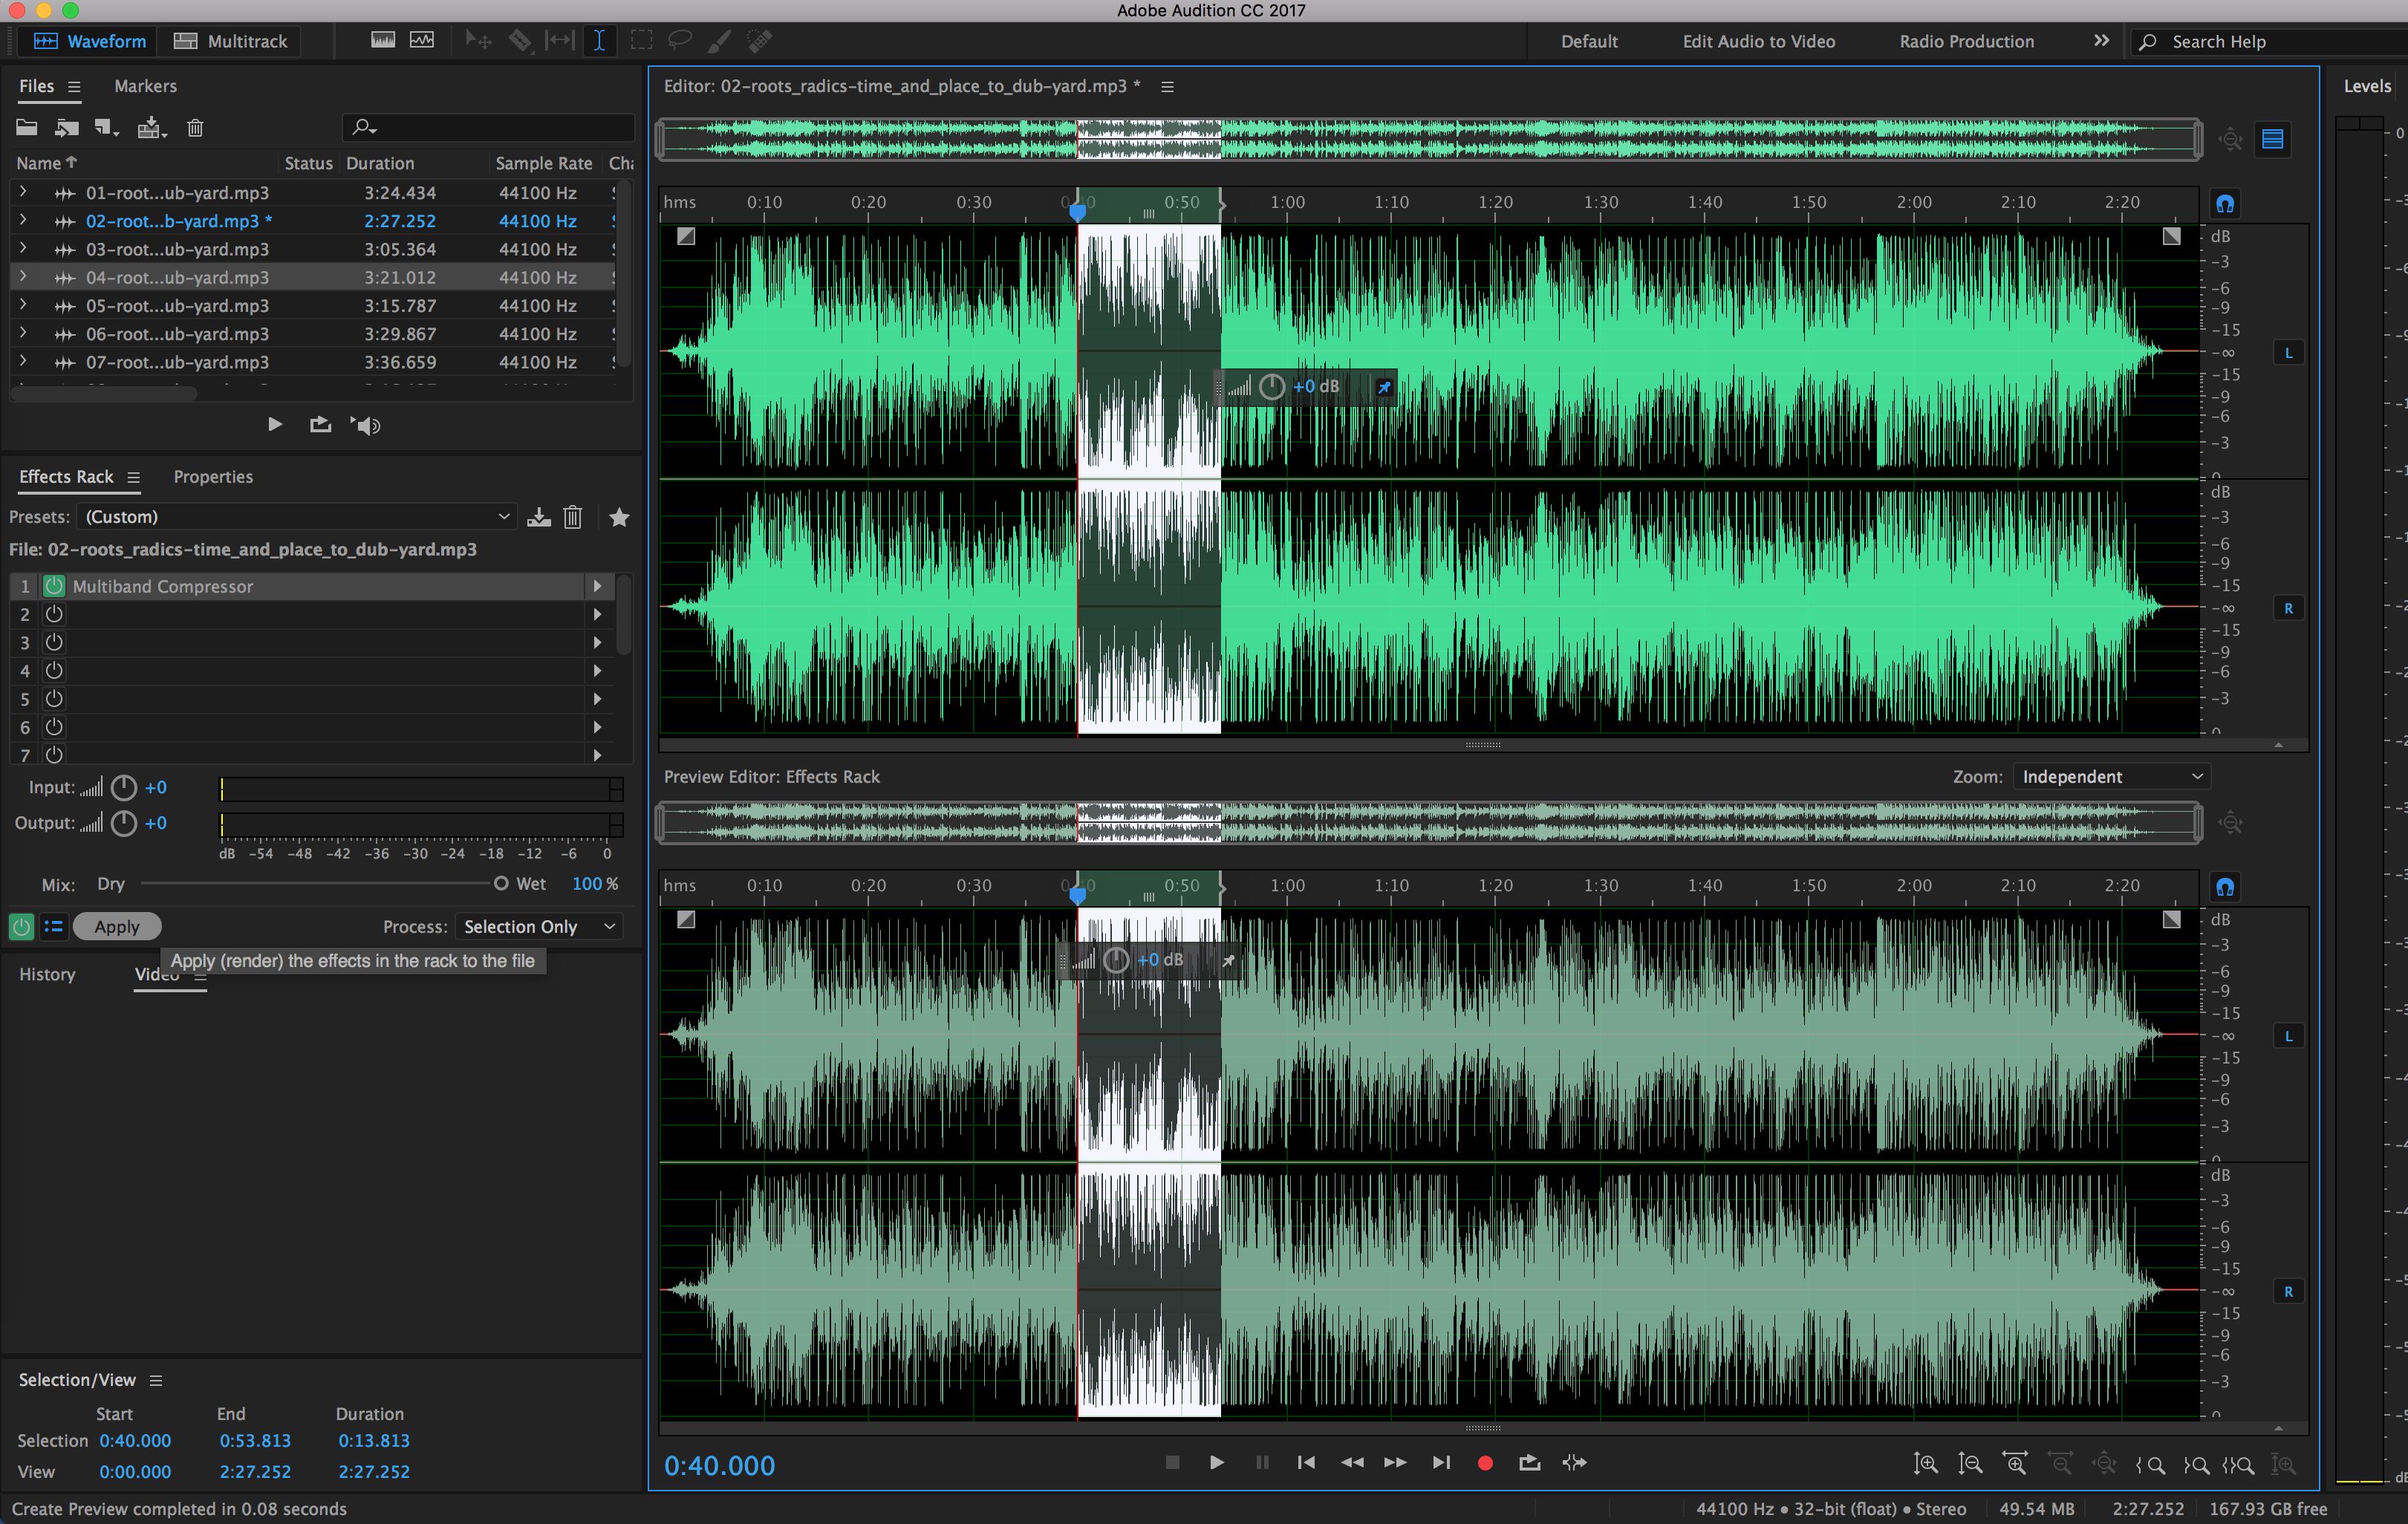 Adobe Audition CC 2017
Waveform Multitrack Default Edit Audio to Video Radio Production Search Help
Files Markers
Name Status Duration Sample Rate
01-root...ub-yard.mp3 3:24.434 44100 Hz
02-root...b-yard.mp3 * 2:27.252 44100 Hz
03-root...ub-yard.mp3 3:05.364 44100 Hz
04-root...ub-yard.mp3 3:21.012 44100 Hz
05-root...ub-yard.mp3 3:15.787 44100 Hz
06-root...ub-yard.mp3 3:29.867 44100 Hz
07-root...ub-yard.mp3 3:36.659 44100 Hz
Effects Rack Properties
Presets: (Custom)
File: 02-roots_radics-time_and_place_to_dub-yard.mp3
1 Multiband Compressor
2
3
4
5
6
7
Input: +0
Output: +0
dB -54 -48 -42 -36 -30 -24 -18 -12 -6 0
Mix: Dry Wet 100 %
Apply Process: Selection Only
Apply (render) the effects in the rack to the file
History Video
Selection/View
Start End Duration
Selection 0:40.000 0:53.813 0:13.813
View 0:00.000 2:27.252 2:27.252
Create Preview completed in 0.08 seconds
Editor: 02-roots_radics-time_and_place_to_dub-yard.mp3 *
hms 0:10 0:20 0:30 0:50 1:00 1:10 1:20 1:30 1:40 1:50 2:00 2:10 2:20
dB
-3
-6
-9
-15
-∞
L
-15
-9
-6
-3
+0 dB
dB
-3
-6
-9
-15
-∞
R
-15
-9
-6
-3
Preview Editor: Effects Rack Zoom: Independent
hms 0:10 0:20 0:30 0:50 1:00 1:10 1:20 1:30 1:40 1:50 2:00 2:10 2:20
dB
-3
-6
-9
-15
-∞
L
-15
-9
-6
-3
+0 dB
dB
-3
-6
-9
-15
-∞
R
-15
-9
-6
-3
0:40.000
44100 Hz • 32-bit (float) • Stereo 49.54 MB 2:27.252 167.93 GB free
Levels
0